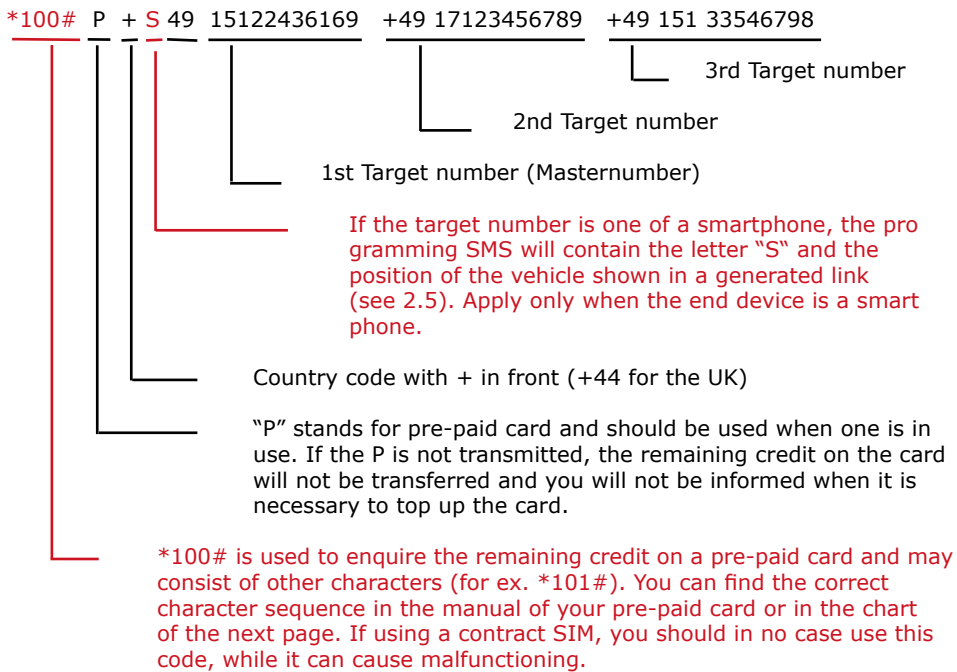 *100# P + S 49 15122436169 +49 17123456789 +49 151 33546798
3rd Target number
2nd Target number
1st Target number (Masternumber)
If the target number is one of a smartphone, the pro
gramming SMS will contain the letter “S“ and the
position of the vehicle shown in a generated link
(see 2.5). Apply only when the end device is a smart
phone.
Country code with + in front (+44 for the UK)
“P” stands for pre-paid card and should be used when one is in
use. If the P is not transmitted, the remaining credit on the card
will not be transferred and you will not be informed when it is
necessary to top up the card.
*100# is used to enquire the remaining credit on a pre-paid card and may
consist of other characters (for ex. *101#). You can find the correct
character sequence in the manual of your pre-paid card or in the chart
of the next page. If using a contract SIM, you should in no case use this
code, while it can cause malfunctioning.